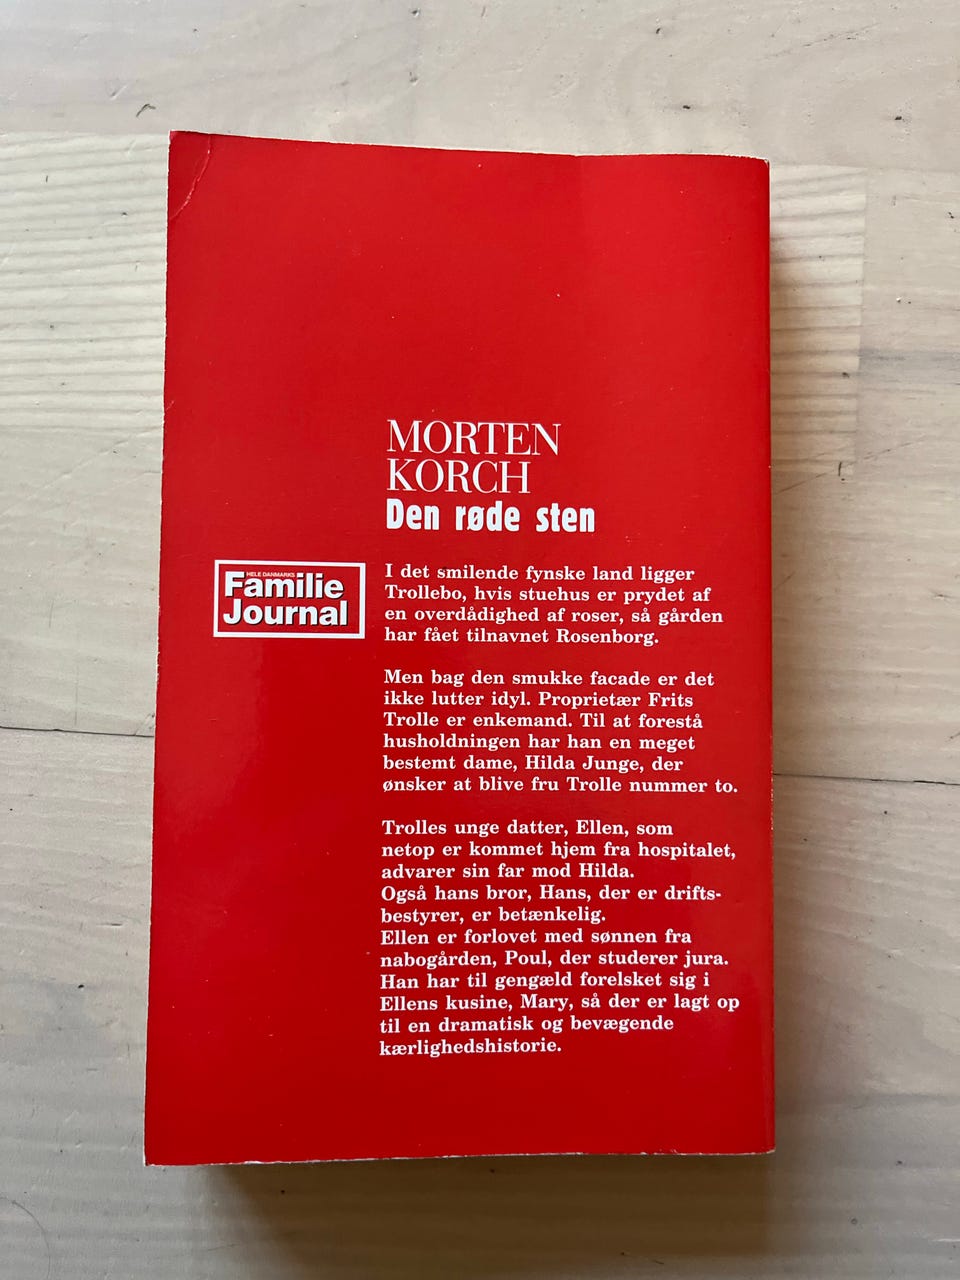 MORTEN
KORCH
Den røde sten
HELE DANMARKS
Familie
Journal
I det smilende fynske land ligger
Trollebo, hvis stuehus er prydet af
en overdådighed af roser, så gården
har fået tilnavnet Rosenborg.
Men bag den smukke facade er det
ikke lutter idyl. Proprietær Frits
Trolle er enkemand. Til at forestå
husholdningen har han en meget
bestemt dame, Hilda Junge, der
ønsker at blive fru Trolle nummer to.
Trolles unge datter, Ellen, som
netop er kommet hjem fra hospitalet,
advarer sin far mod Hilda.
Også hans bror, Hans, der er drifts-
bestyrer, er betænkelig.
Ellen er forlovet med sønnen fra
nabogården, Poul, der studerer jura.
Han har til gengæld forelsket sig i
Ellens kusine, Mary, så der er lagt op
til en dramatisk og bevægende
kærlighedshistorie.